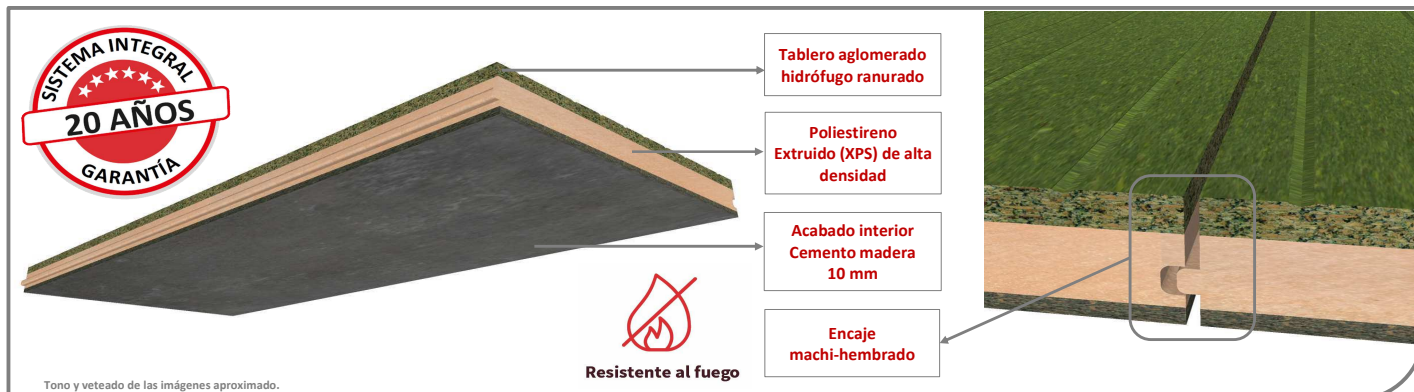 SISTEMA INTEGRAL
20 AÑOS
GARANTÍA
Tablero aglomerado
hidrófugo ranurado
Poliestireno
Extruido (XPS) de alta
densidad
Acabado interior
Cemento madera
10 mm
Encaje
machi-hembrado
Resistente al fuego
Tono y veteado de las imágenes aproximado.